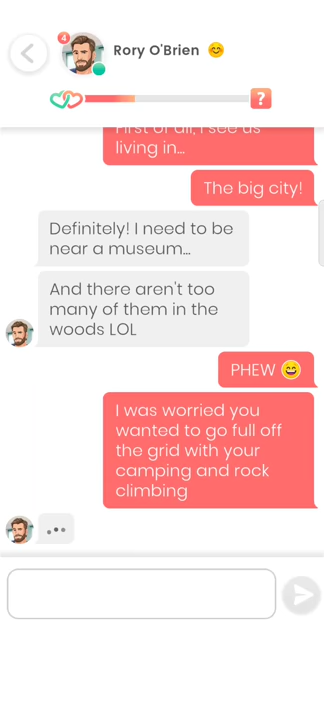 4
Rory O'Brien 😊
?
First of all, I see us
living in...
The big city!
Definitely! I need to be
near a museum...
And there aren't too
many of them in the
woods LOL
PHEW 😄
I was worried you
wanted to go full off
the grid with your
camping and rock
climbing
...